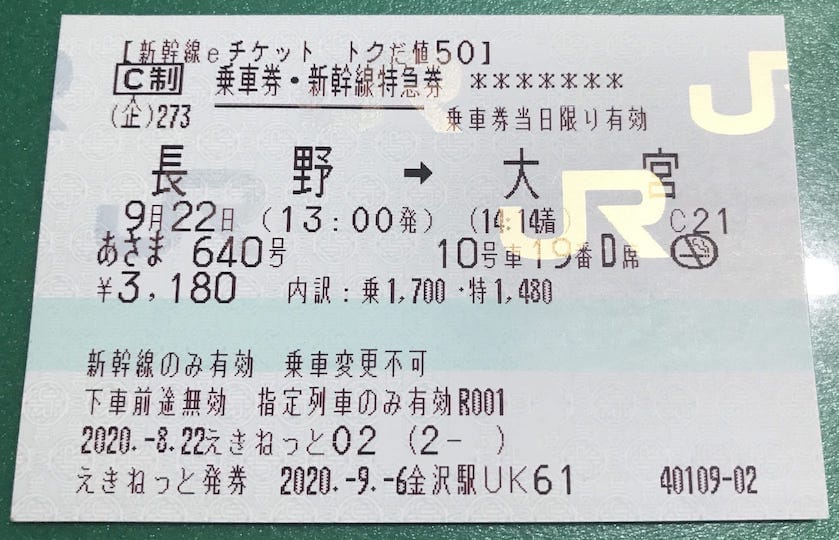 【新幹線eチケット トクだ値50】
C制 乗車券・新幹線特急券 *******
(企)273 乗車券当日限り有効
長野 → 大宮
9月22日 (13:00発) (14:14着) C21
あさま 640号 10号車19番D席
¥3,180 内訳:乗1,700・特1,480
新幹線のみ有効 乗車変更不可
下車前途無効 指定列車のみ有効R001
2020.-8.22えきねっと02 (2- )
えきねっと発券 2020.-9.-6金沢駅UK61 40109-02
JR
JR